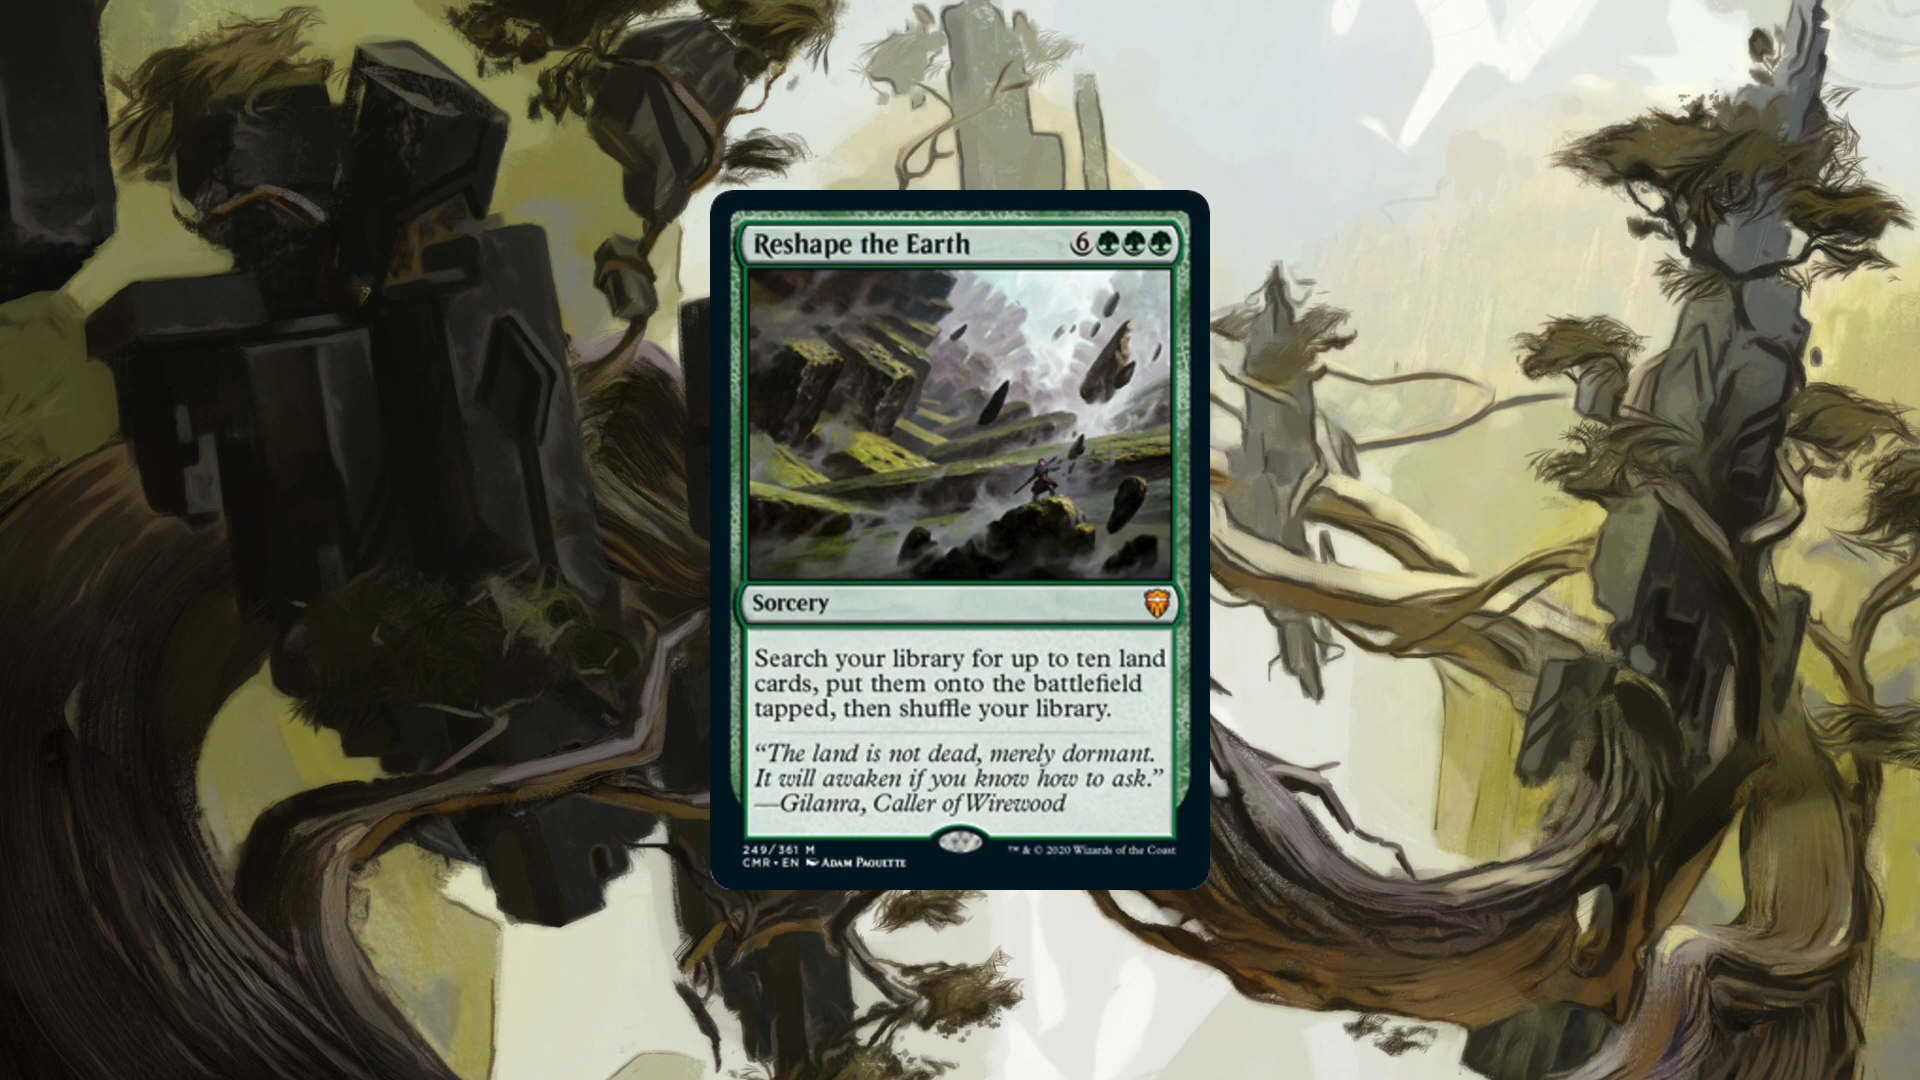 Reshape the Earth 6
Sorcery
Search your library for up to ten land
cards, put them onto the battlefield
tapped, then shuffle your library.
“The land is not dead, merely dormant.
It will awaken if you know how to ask.”
—Gilanra, Caller of Wirewood
249/361 M
CMR • EN Adam Paquette
™ & © 2020 Wizards of the Coast